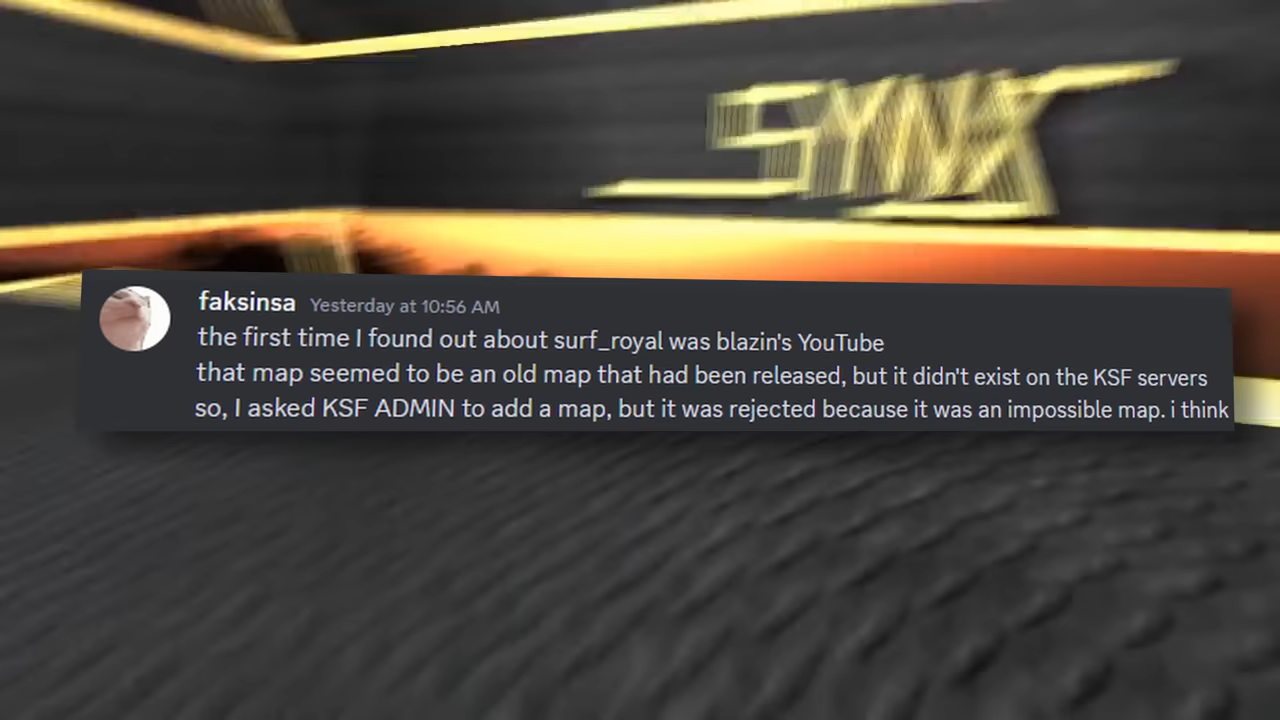 SYNX
faksinsa Yesterday at 10:56 AM
the first time I found out about surf_royal was blazin's YouTube
that map seemed to be an old map that had been released, but it didn't exist on the KSF servers
so, I asked KSF ADMIN to add a map, but it was rejected because it was an impossible map. i think